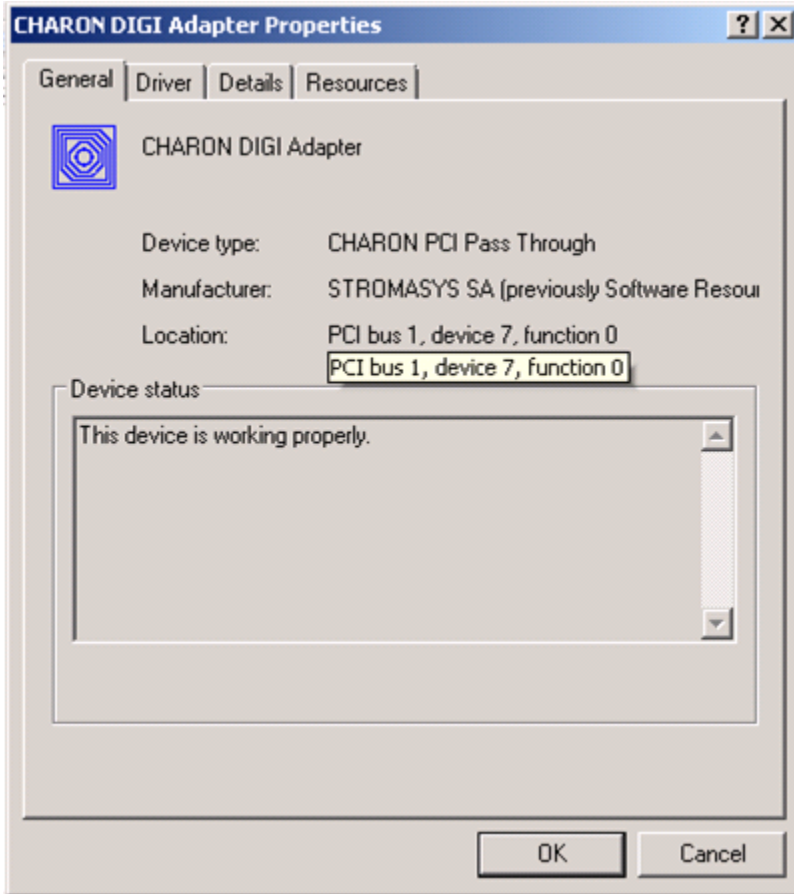 CHARON DIGI Adapter Properties
General Driver Details Resources
CHARON DIGI Adapter
Device type: CHARON PCI Pass Through
Manufacturer: STROMASYS SA (previously Software Resour
Location: PCI bus 1, device 7, function 0
PCI bus 1, device 7, function 0
Device status
This device is working properly.
OK Cancel